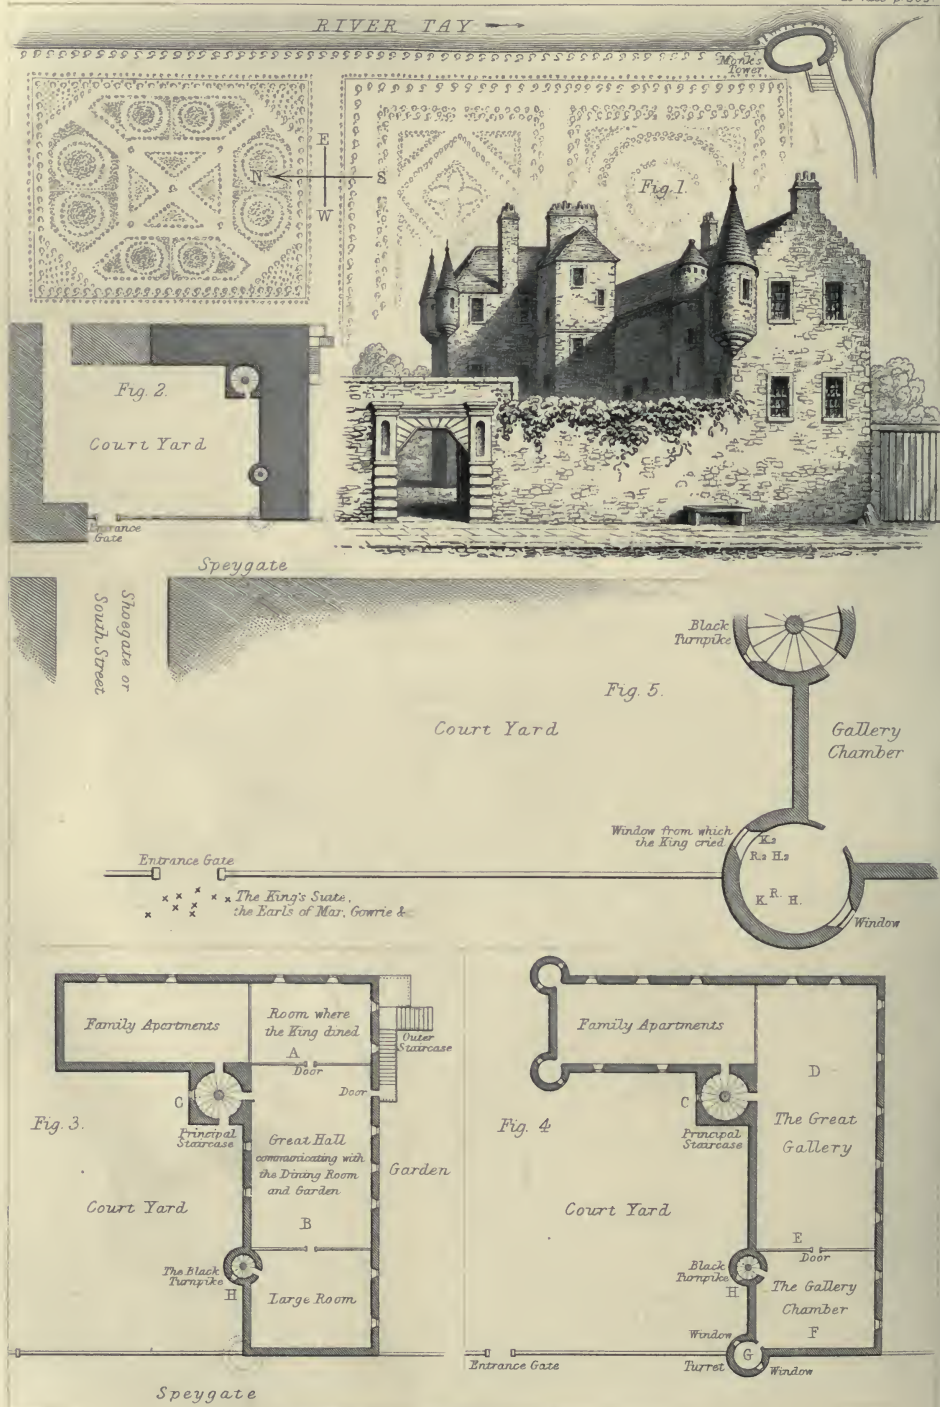 RIVER TAY
Monk's
Tower
E
N
S
W
Fig. 1.
Fig. 2.
Court Yard
Entrance
Gate
Speygate
Shoegate or
South Street
Black
Turnpike
Fig. 5.
Court Yard
Gallery
Chamber
Window from which
the King cried
K.2
R.2 H.2
K. R. H.
Window
Entrance Gate
The King's Suite,
the Earls of Mar, Gowrie &
Family Apartments
Room where
the King dined
A
Door
Outer
Staircase
Door
C
Fig. 3.
Principal
Staircase
Great Hall
communicating with
the Dining Room
and Garden
Garden
Court Yard
B
The Black
Turnpike
H
Large Room
Speygate
Family Apartments
D
C
Fig. 4
Principal
Staircase
The Great
Gallery
Court Yard
E
Door
Black
Turnpike
H
The Gallery
Chamber
F
Window
G
Entrance Gate
Turret
Window